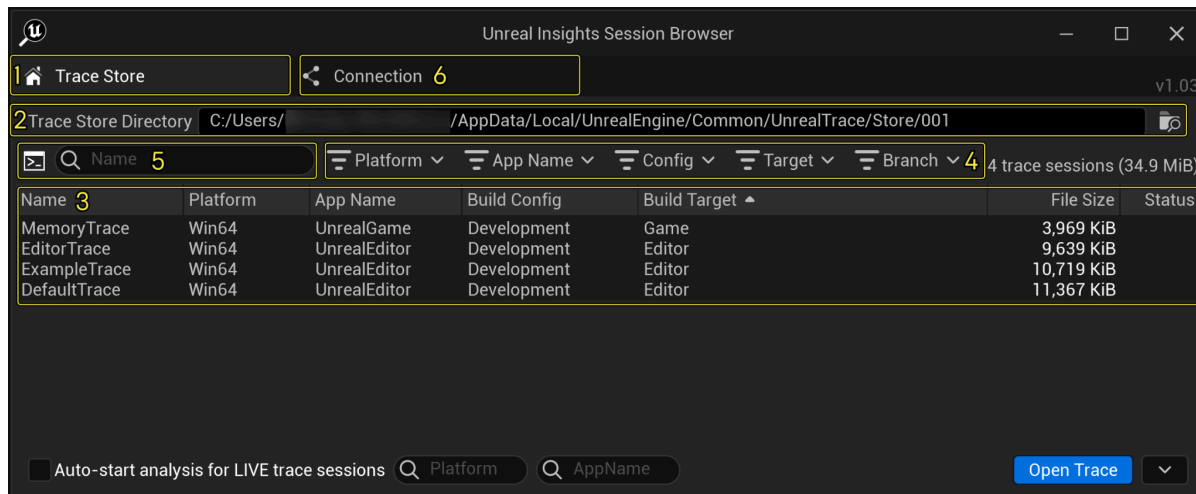 Unreal Insights Session Browser
1 Trace Store
Connection 6
v1.03
2 Trace Store Directory C:/Users/ /AppData/Local/UnrealEngine/Common/UnrealTrace/Store/001
Name 5 Platform App Name Config Target Branch 4 4 trace sessions (34.9 MiB)
Name 3 Platform App Name Build Config Build Target File Size Status
MemoryTrace Win64 UnrealGame Development Game 3,969 KiB
EditorTrace Win64 UnrealEditor Development Editor 9,639 KiB
ExampleTrace Win64 UnrealEditor Development Editor 10,719 KiB
DefaultTrace Win64 UnrealEditor Development Editor 11,367 KiB
Auto-start analysis for LIVE trace sessions Platform AppName Open Trace